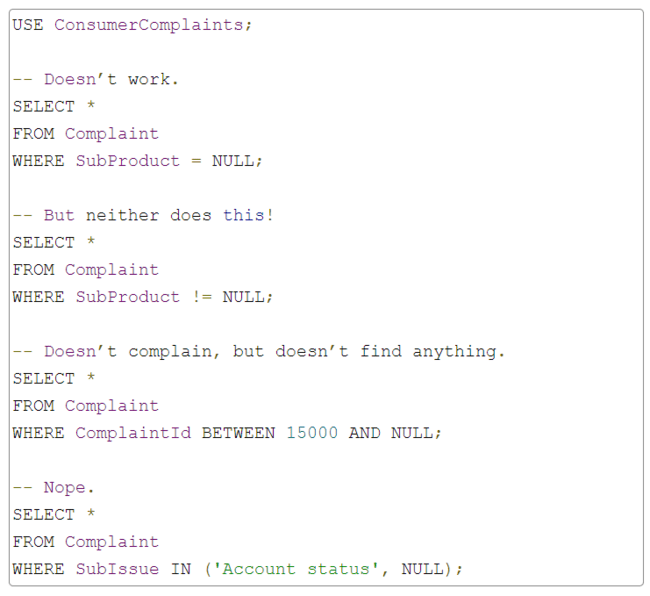 USE ConsumerComplaints;
-- Doesn’t work.
SELECT *
FROM Complaint
WHERE SubProduct = NULL;
-- But neither does this!
SELECT *
FROM Complaint
WHERE SubProduct != NULL;
-- Doesn’t complain, but doesn’t find anything.
SELECT *
FROM Complaint
WHERE ComplaintId BETWEEN 15000 AND NULL;
-- Nope.
SELECT *
FROM Complaint
WHERE SubIssue IN ('Account status', NULL);